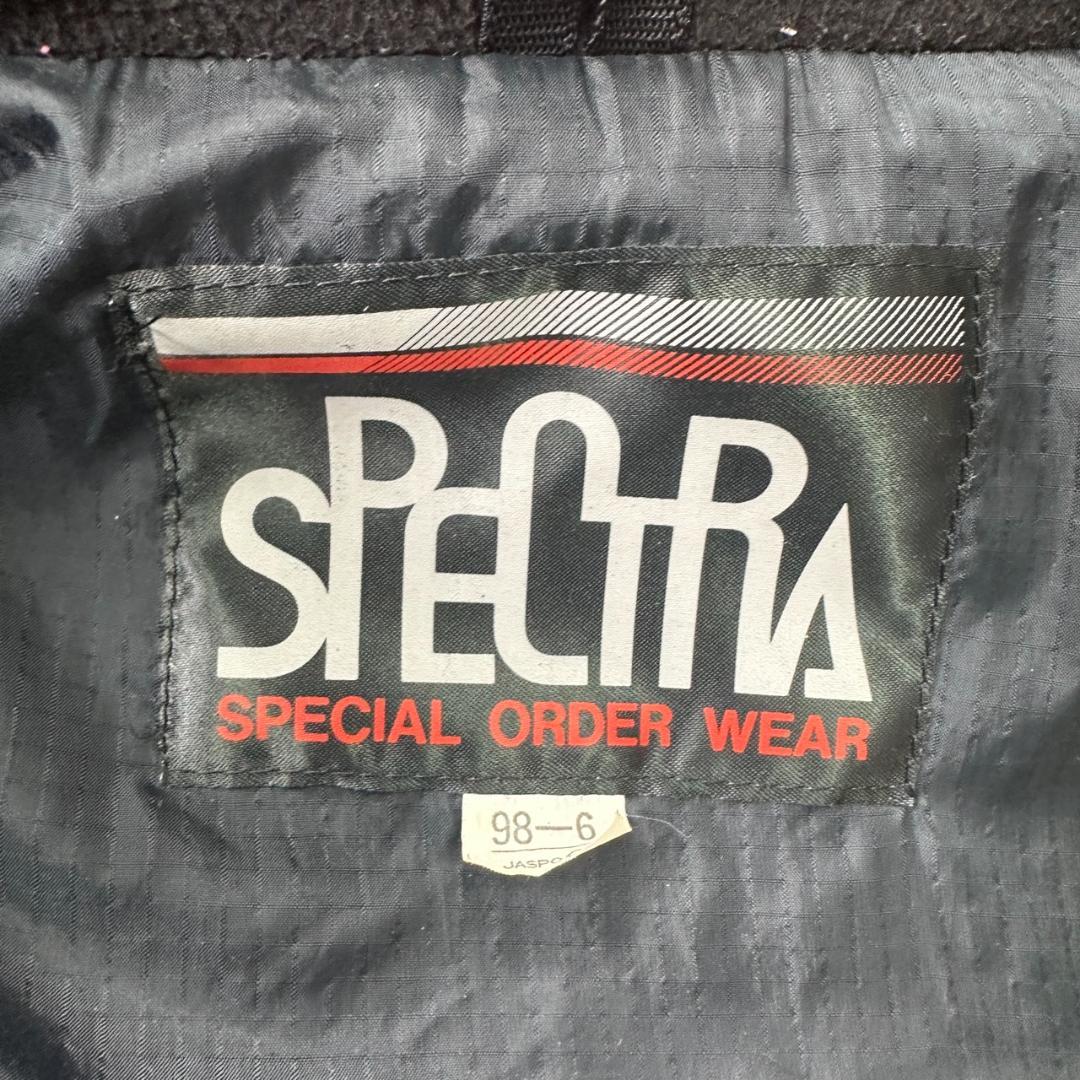 SPECTRA
SPECIAL ORDER WEAR
98—6